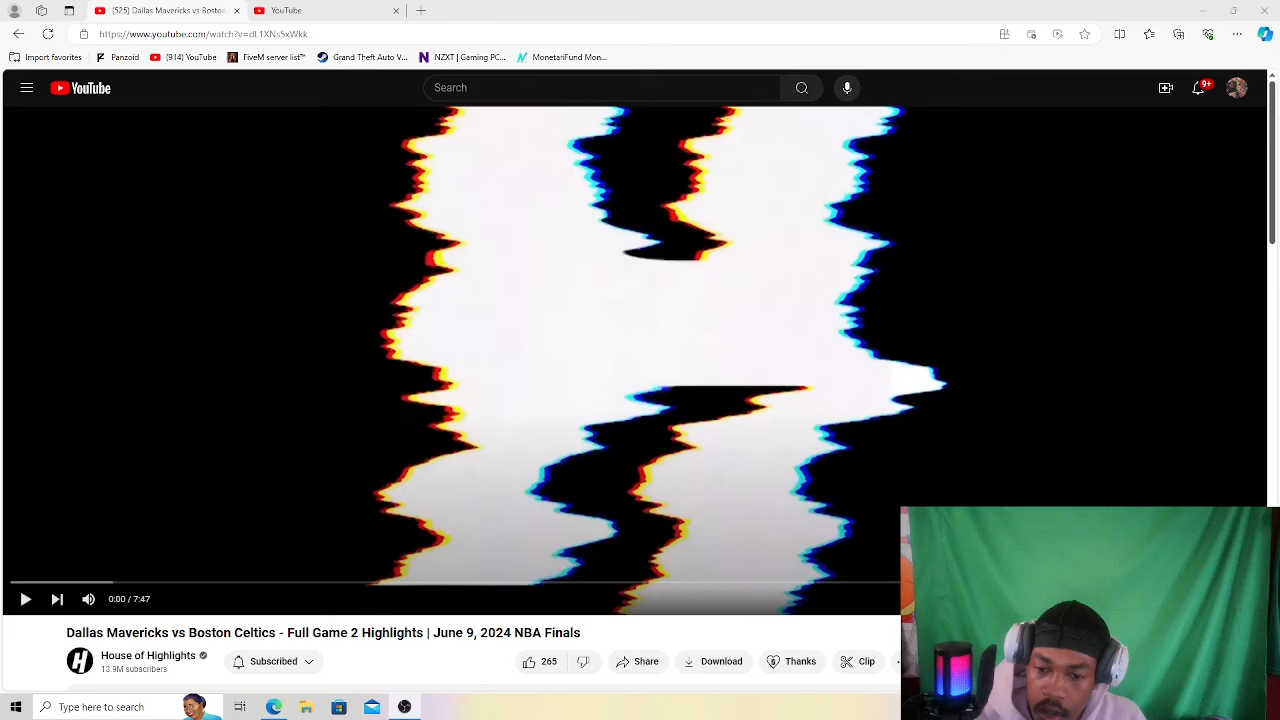 (525) Dallas Mavericks vs Boston
YouTube
https://www.youtube.com/watch?v=dL1XNs5xWkk
Import favorites
Panzoid
(914) YouTube
FiveM server list™
Grand Theft Auto V...
NZXT | Gaming PC...
MonetariFund Mon...
YouTube
Search
9+
0:00 / 7:47
Dallas Mavericks vs Boston Celtics - Full Game 2 Highlights | June 9, 2024 NBA Finals
House of Highlights
13.9M subscribers
Subscribed
265
Share
Download
Thanks
Clip
Type here to search